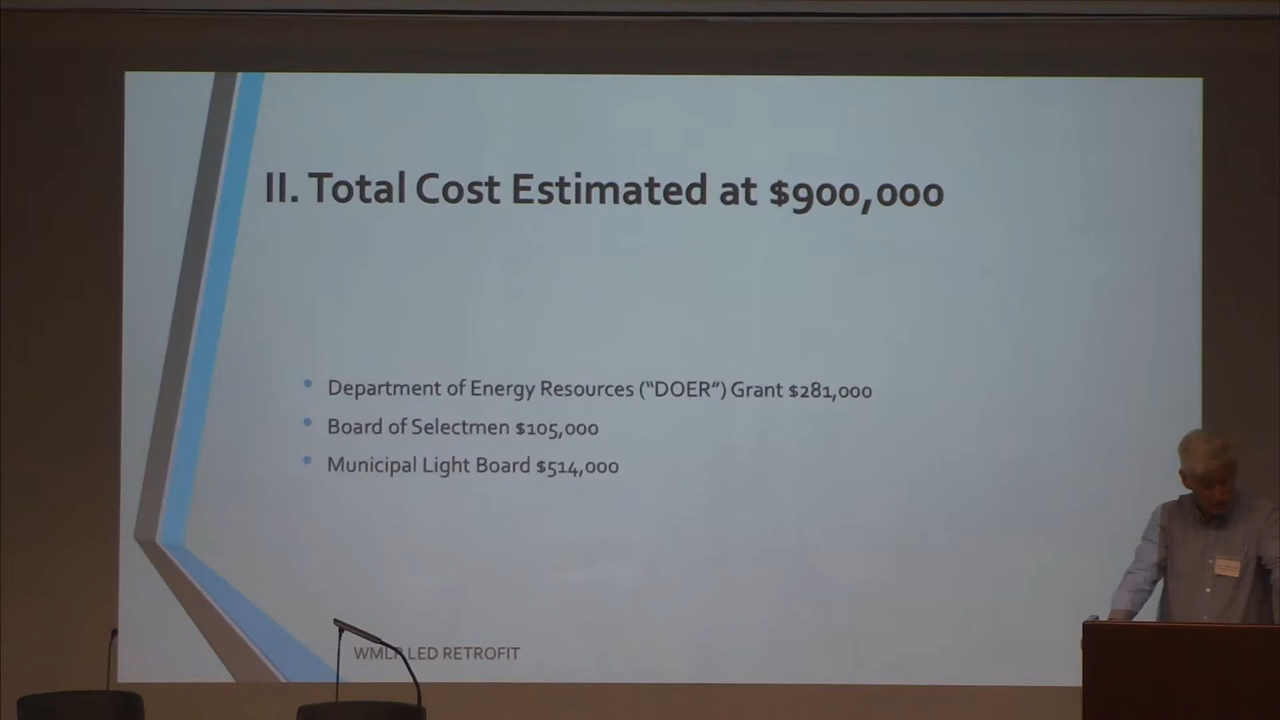 II. Total Cost Estimated at $900,000
• Department of Energy Resources (“DOER”) Grant $281,000
• Board of Selectmen $105,000
• Municipal Light Board $514,000
WMLP LED RETROFIT